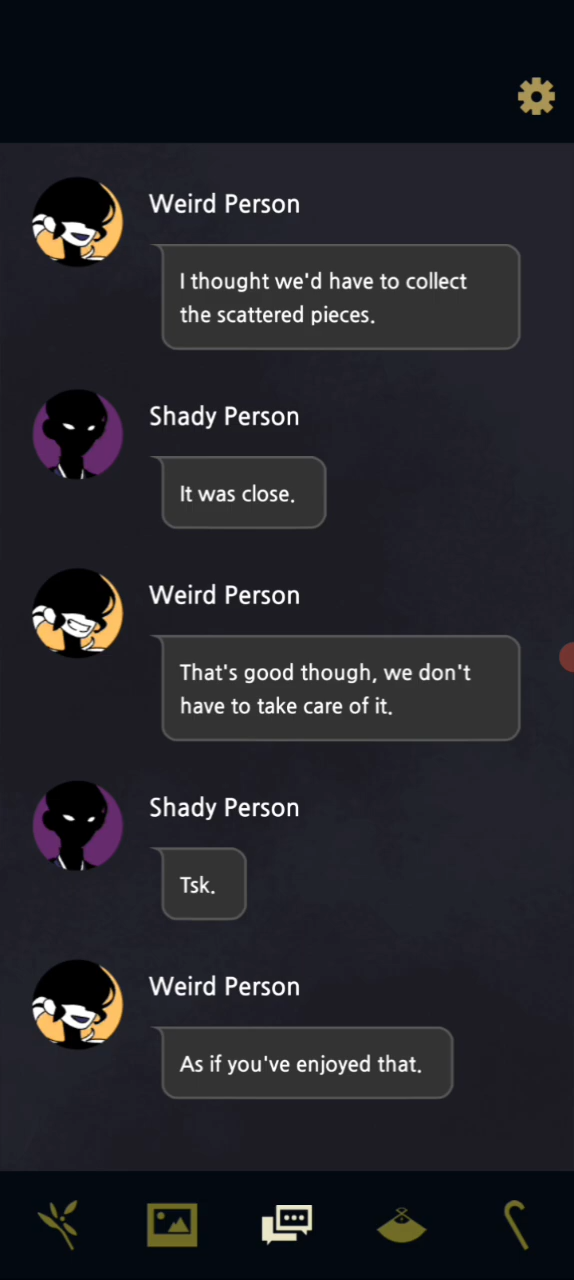 Weird Person
I thought we'd have to collect
the scattered pieces.
Shady Person
It was close.
Weird Person
That's good though, we don't
have to take care of it.
Shady Person
Tsk.
Weird Person
As if you've enjoyed that.